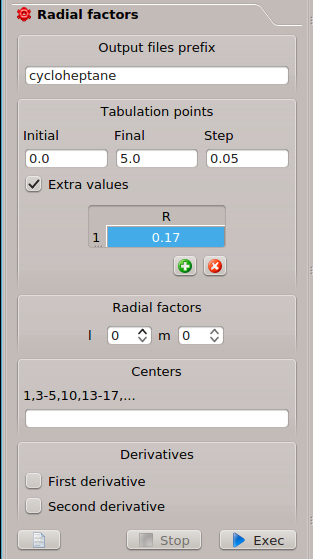 Radial factors
Output files prefix
cycloheptane
Tabulation points
Initial Final Step
0.0 5.0 0.05
Extra values
R
1 0.17
Radial factors
l 0 m 0
Centers
1,3-5,10,13-17,...
Derivatives
First derivative
Second derivative
Stop Exec